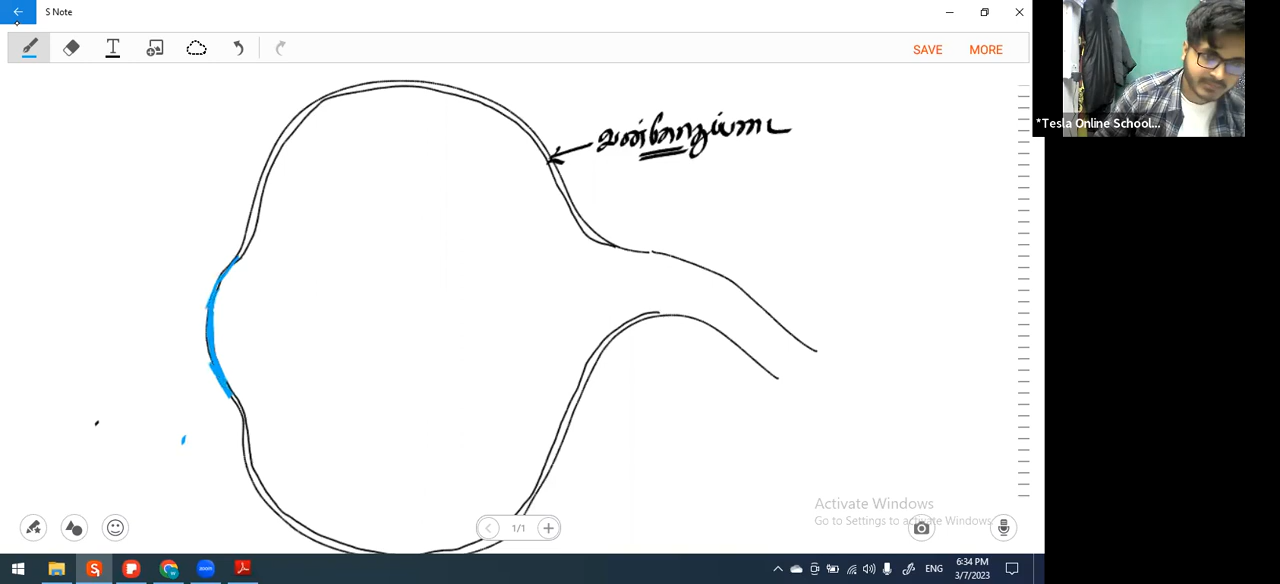 S Note
SAVE
MORE
*Tesla Online School...
வன்கோதுப்படை
Activate Windows
Go to Settings to activate Windows.
1/1
6:34 PM
ENG
3/7/2023